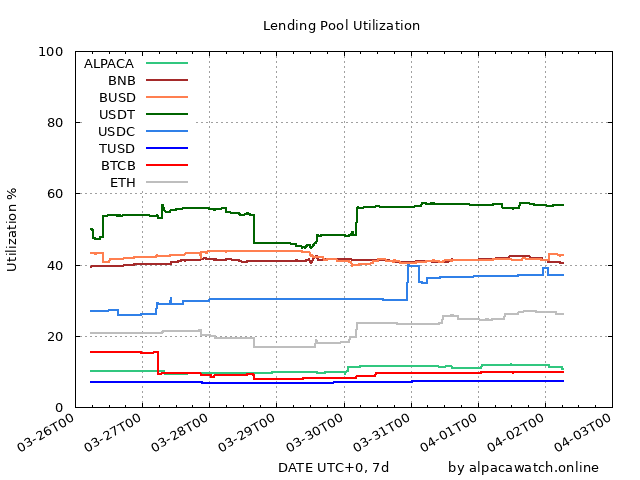 Lending Pool Utilization
100
80
60
40
20
0
Utilization %
ALPACA
BNB
BUSD
USDT
USDC
TUSD
BTCB
ETH
03-26T00
03-27T00
03-28T00
03-29T00
03-30T00
03-31T00
04-01T00
04-02T00
04-03T00
DATE UTC+0, 7d
by alpacawatch.online